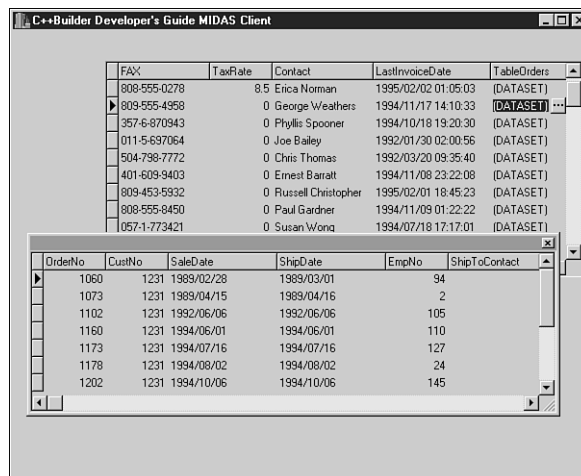 C++Builder Developer's Guide MIDAS Client
FAX TaxRate Contact LastInvoiceDate TableOrders
808-555-0278 8.5 Erica Norman 1995/02/02 01:05:03 (DATASET)
809-555-4958 0 George Weathers 1994/11/17 14:10:33 (DATASET) ...
357-6-870943 0 Phyllis Spooner 1994/10/18 19:20:30 (DATASET)
011-5-697064 0 Joe Bailey 1992/01/30 02:00:56 (DATASET)
504-798-7772 0 Chris Thomas 1992/03/20 09:35:40 (DATASET)
401-609-9403 0 Ernest Barratt 1994/11/08 23:22:08 (DATASET)
809-453-5932 0 Russell Christopher 1995/02/01 18:45:23 (DATASET)
808-555-8450 0 Paul Gardner 1994/11/09 01:22:22 (DATASET)
057-1-773421 0 Susan Wong 1994/07/18 17:17:01 (DATASET)
OrderNo CustNo SaleDate ShipDate EmpNo ShipToContact
1060 1231 1989/02/28 1989/03/01 94
1073 1231 1989/04/15 1989/04/16 2
1102 1231 1992/06/06 1992/06/06 105
1160 1231 1994/06/01 1994/06/01 110
1173 1231 1994/07/16 1994/07/16 127
1178 1231 1994/08/02 1994/08/02 24
1202 1231 1994/10/06 1994/10/06 145